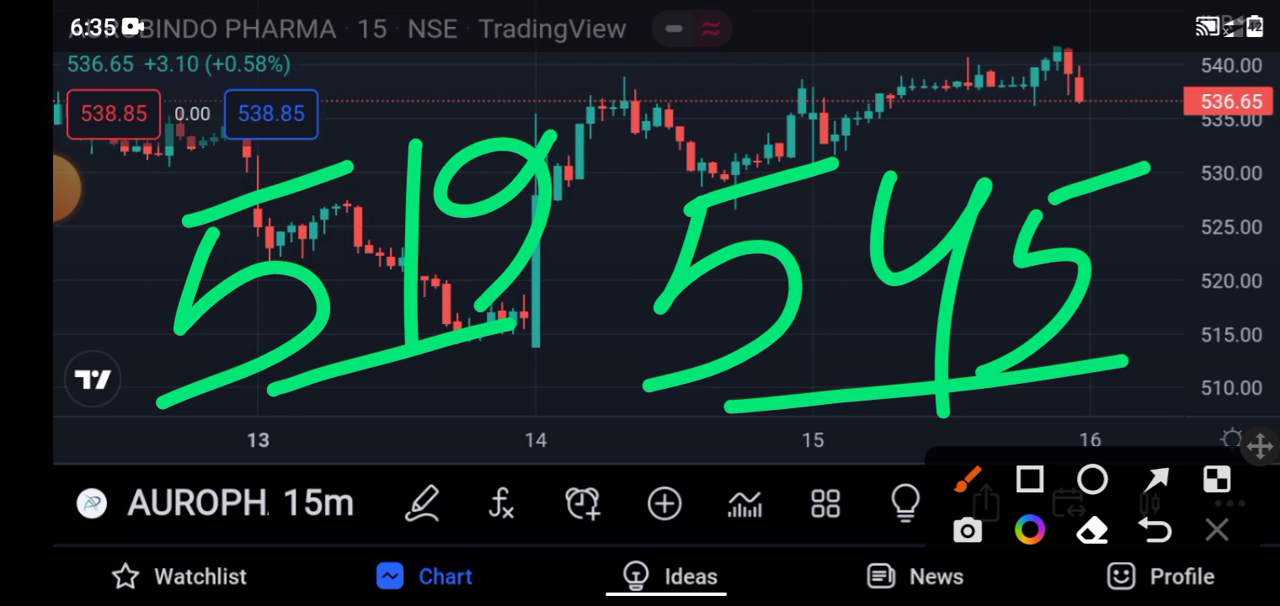 6:35
AUROBINDO PHARMA · 15 · NSE · TradingView
42
536.65 +3.10 (+0.58%)
538.85 0.00 538.85
540.00
536.65
535.00
530.00
525.00
520.00
515.00
510.00
519 545
13 14 15 16
AUROPH 15m
Watchlist Chart Ideas News Profile